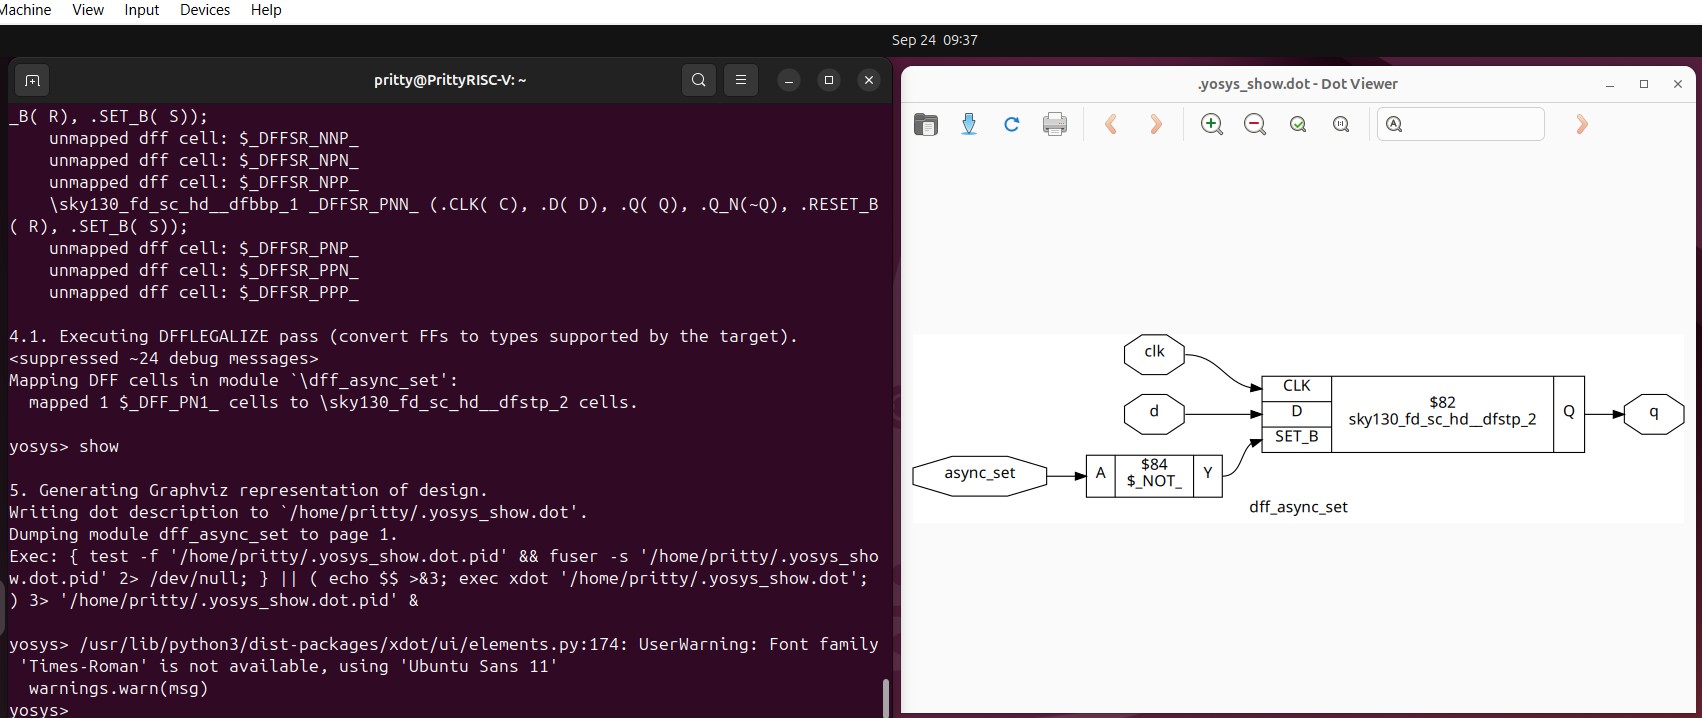 Machine View Input Devices Help
Sep 24 09:37
pritty@PrittyRISC-V: ~
_B( R), .SET_B( S));
    unmapped dff cell: $_DFFSR_NNP_
    unmapped dff cell: $_DFFSR_NPN_
    unmapped dff cell: $_DFFSR_NPP_
    \sky130_fd_sc_hd__dfbbp_1 _DFFSR_PNN_ (.CLK( C), .D( D), .Q( Q), .Q_N(~Q), .RESET_B
( R), .SET_B( S));
    unmapped dff cell: $_DFFSR_PNP_
    unmapped dff cell: $_DFFSR_PPN_
    unmapped dff cell: $_DFFSR_PPP_
4.1. Executing DFFLEGALIZE pass (convert FFs to types supported by the target).
<suppressed ~24 debug messages>
Mapping DFF cells in module `\dff_async_set':
  mapped 1 $_DFF_PN1_ cells to \sky130_fd_sc_hd__dfstp_2 cells.
yosys> show
5. Generating Graphviz representation of design.
Writing dot description to `/home/pritty/.yosys_show.dot'.
Dumping module dff_async_set to page 1.
Exec: { test -f '/home/pritty/.yosys_show.dot.pid' && fuser -s '/home/pritty/.yosys_sho
w.dot.pid' 2> /dev/null; } || ( echo $$ >&3; exec xdot '/home/pritty/.yosys_show.dot';
) 3> '/home/pritty/.yosys_show.dot.pid' &
yosys> /usr/lib/python3/dist-packages/xdot/ui/elements.py:174: UserWarning: Font family
 'Times-Roman' is not available, using 'Ubuntu Sans 11'
  warnings.warn(msg)
yosys>
.yosys_show.dot - Dot Viewer
clk
d
async_set
A
$84
$_NOT_
Y
CLK
D
SET_B
$82
sky130_fd_sc_hd__dfstp_2
Q
q
dff_async_set